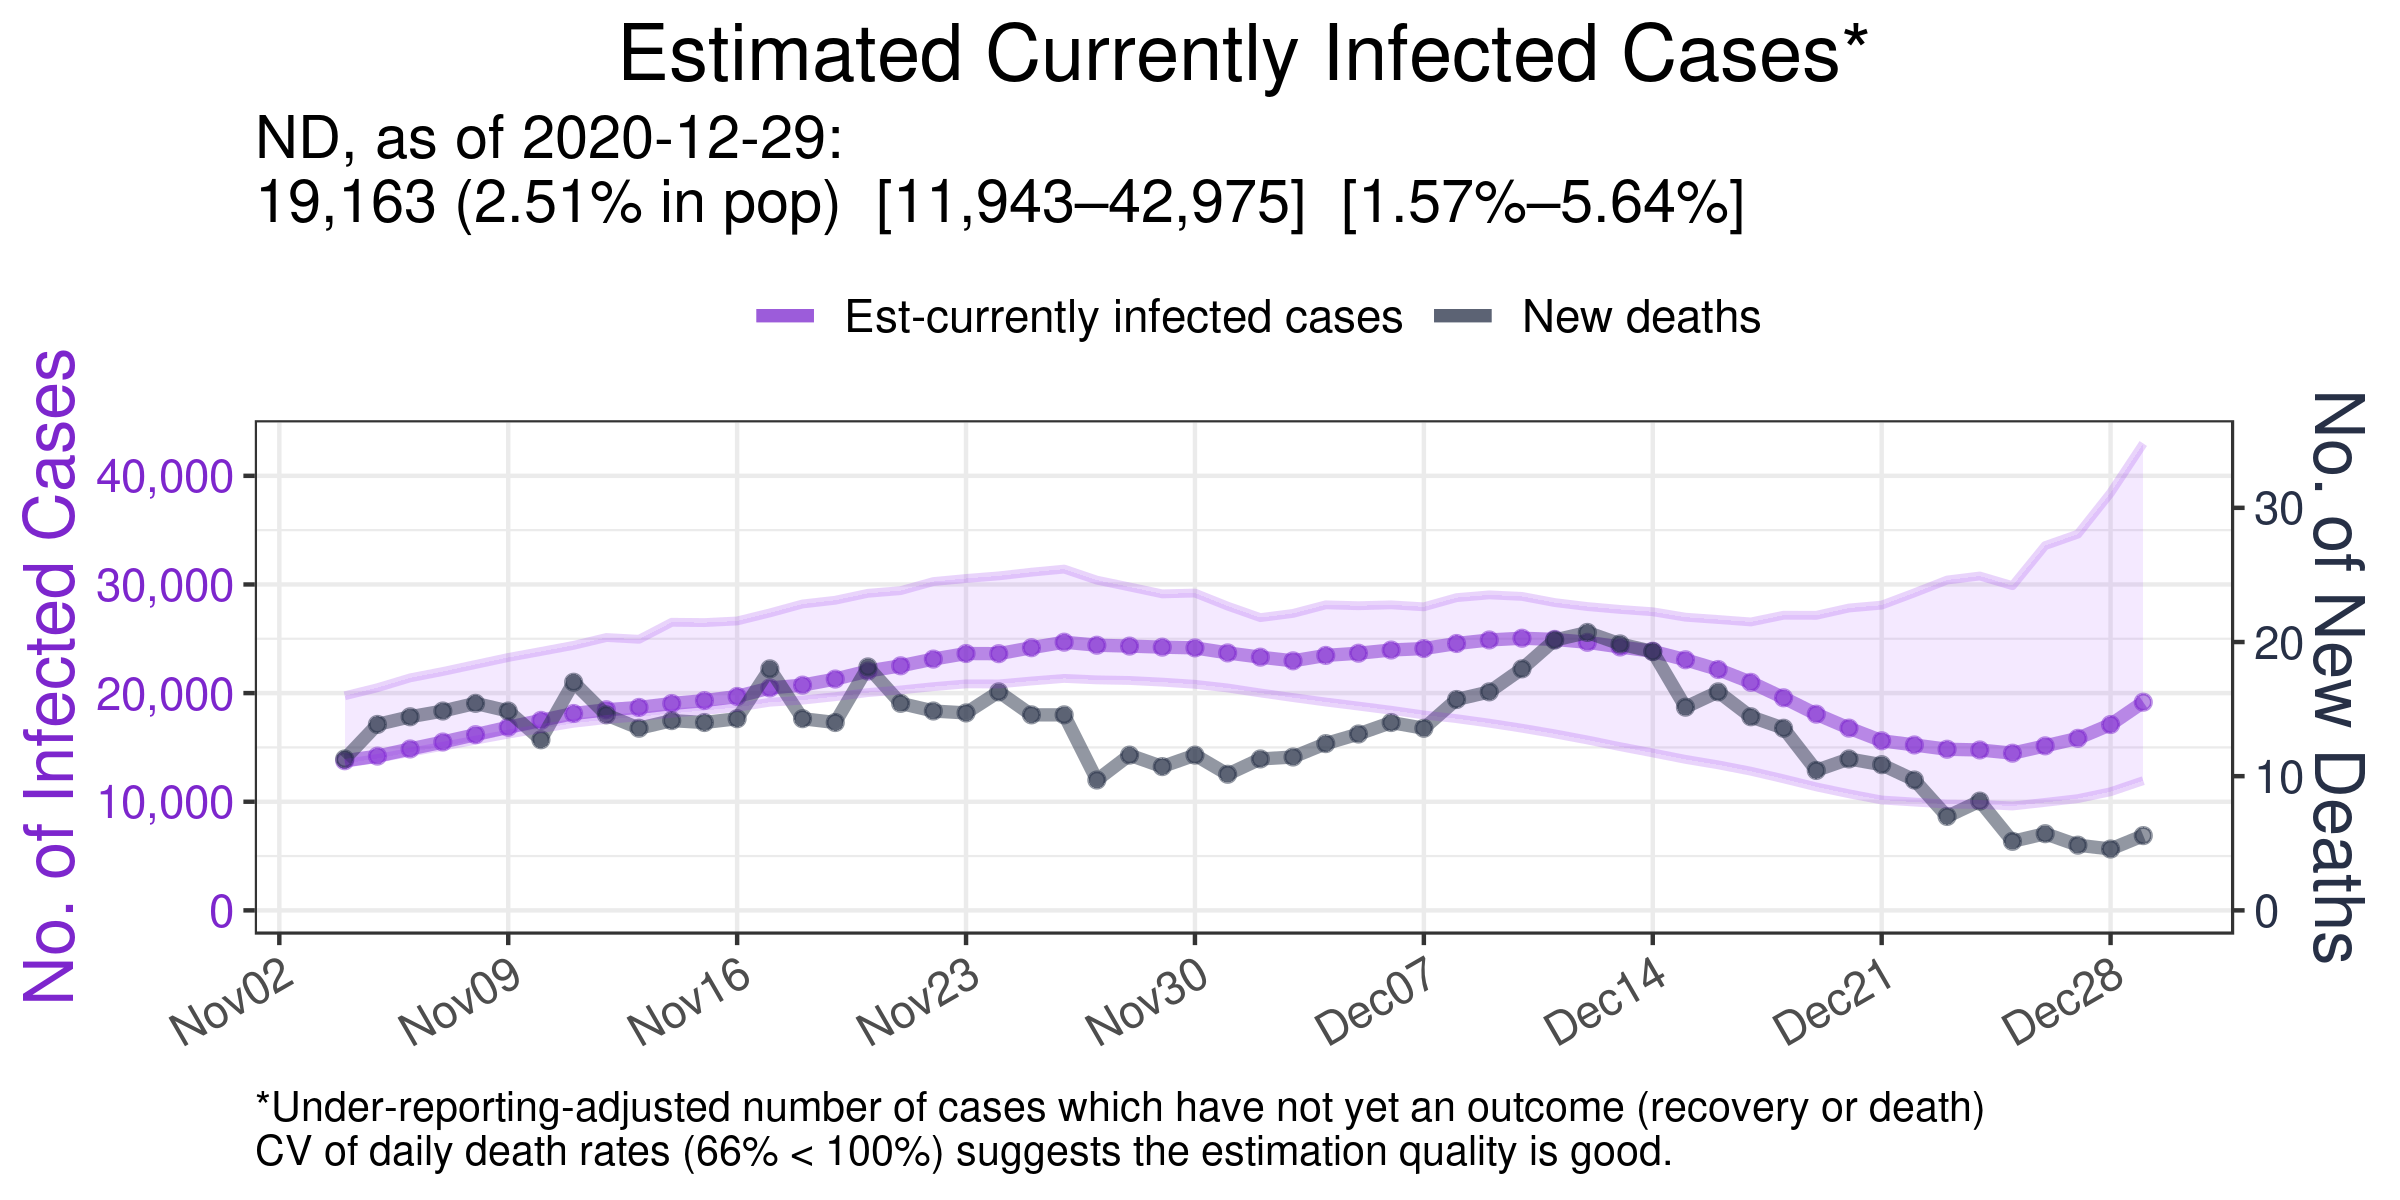 Estimated Currently Infected Cases*
ND, as of 2020-12-29:
19,163 (2.51% in pop) [11,943–42,975] [1.57%–5.64%]
Est-currently infected cases New deaths
No. of Infected Cases
40,000
30,000
20,000
10,000
0
30
20
10
0
No. of New Deaths
Nov02 Nov09 Nov16 Nov23 Nov30 Dec07 Dec14 Dec21 Dec28
*Under-reporting-adjusted number of cases which have not yet an outcome (recovery or death)
CV of daily death rates (66% < 100%) suggests the estimation quality is good.